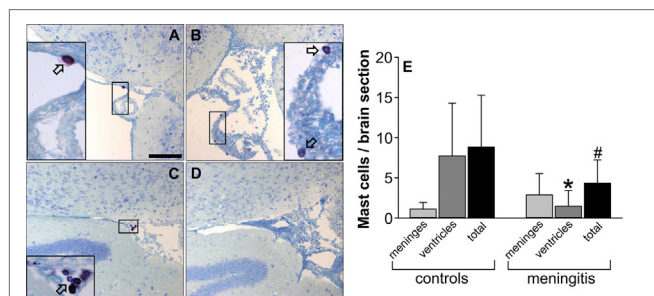 A
B
C
D
E
Mast cells / brain section
20
15
10
5
0
*
#
meninges
ventricles
total
meninges
ventricles
total
controls
meningitis